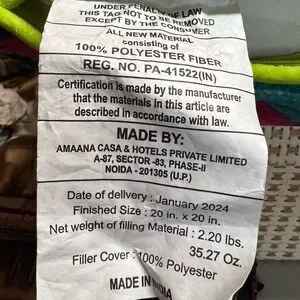 UNDER PENALTY OF LAW
THIS TAG NOT TO BE REMOVED
EXCEPT BY THE CONSUMER
ALL NEW MATERIAL
consisting of
100% POLYESTER FIBER
REG. NO. PA-41522(IN)
Certification is made by the manufacturer
that the materials in this article are
described in accordance with law.
MADE BY:
AMAANA CASA & HOTELS PRIVATE LIMITED
A-87, SECTOR -83, PHASE-II
NOIDA - 201305 (U.P.)
Date of delivery : January 2024
Finished Size : 20 in. x 20 in.
Net weight of filling Material : 2.20 lbs.
35.27 Oz.
Filler Cover : 100% Polyester
MADE IN INDIA